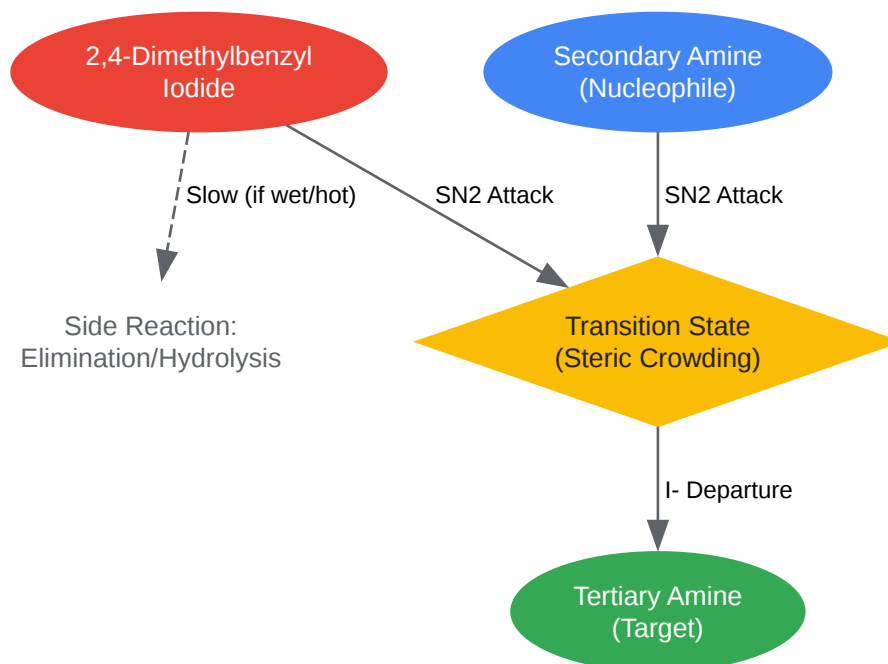 2,4-Dimethylbenzyl
Iodide
Secondary Amine
(Nucleophile)
Slow (if wet/hot)
SN2 Attack
SN2 Attack
Side Reaction:
Elimination/Hydrolysis
Transition State
(Steric Crowding)
I- Departure
Tertiary Amine
(Target)